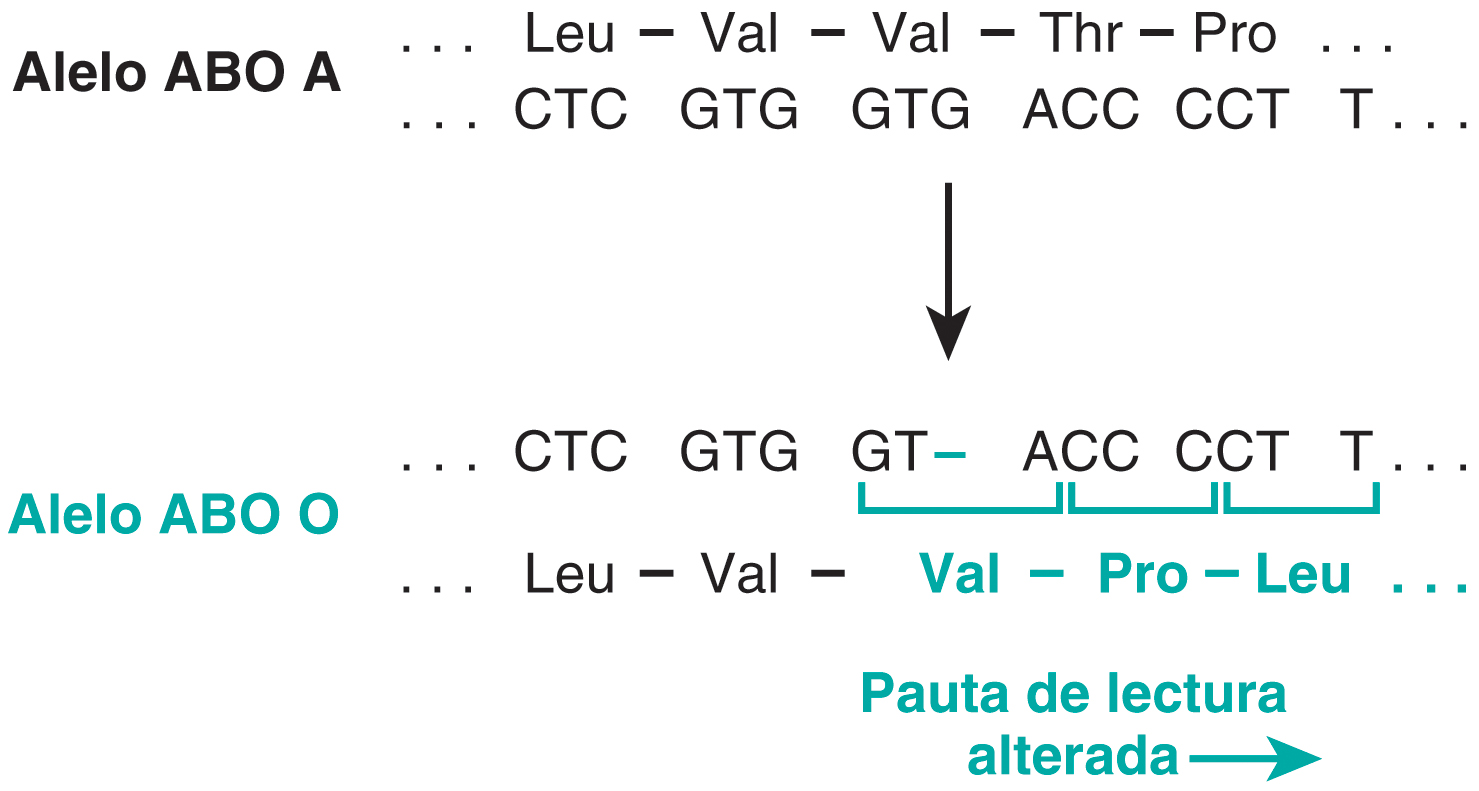 . . . Leu – Val – Val – Thr – Pro . . .
Alelo ABO A
. . . CTC GTG GTG ACC CCT T . . .
. . . CTC GTG GT– ACC CCT T . . .
Alelo ABO O
. . . Leu – Val – Val – Pro – Leu . . .
Pauta de lectura
alterada